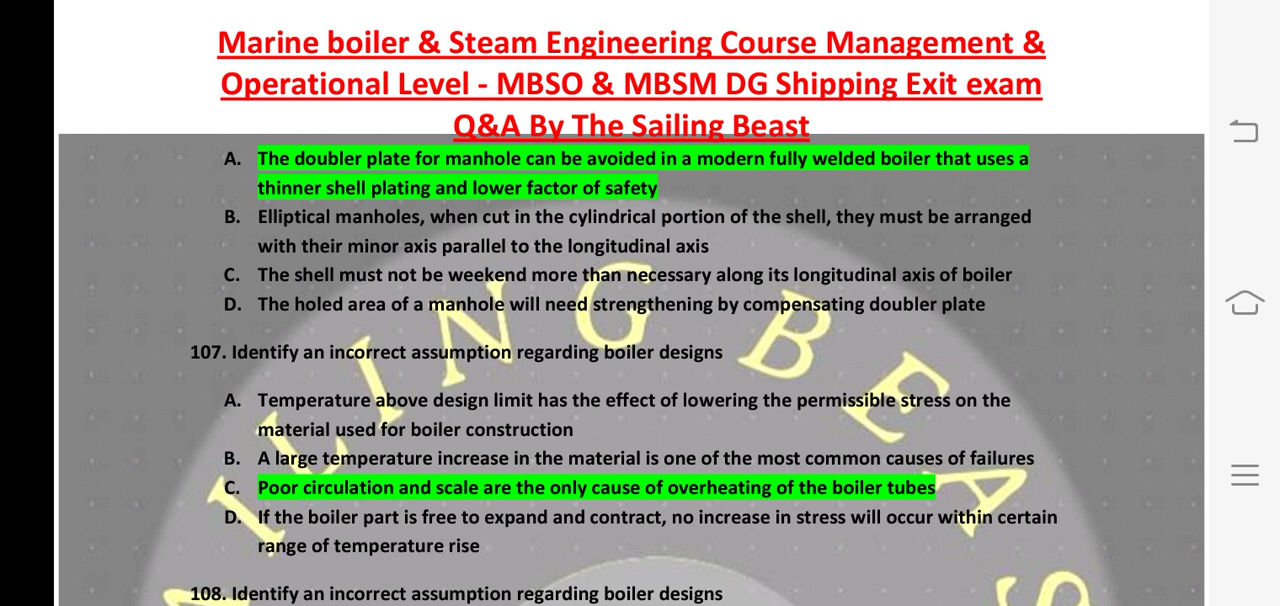 Marine boiler & Steam Engineering Course Management &
Operational Level - MBSO & MBSM DG Shipping Exit exam
Q&A By The Sailing Beast
A. The doubler plate for manhole can be avoided in a modern fully welded boiler that uses a
thinner shell plating and lower factor of safety
B. Elliptical manholes, when cut in the cylindrical portion of the shell, they must be arranged
with their minor axis parallel to the longitudinal axis
C. The shell must not be weekend more than necessary along its longitudinal axis of boiler
D. The holed area of a manhole will need strengthening by compensating doubler plate
107. Identify an incorrect assumption regarding boiler designs
A. Temperature above design limit has the effect of lowering the permissible stress on the
material used for boiler construction
B. A large temperature increase in the material is one of the most common causes of failures
C. Poor circulation and scale are the only cause of overheating of the boiler tubes
D. If the boiler part is free to expand and contract, no increase in stress will occur within certain
range of temperature rise
108. Identify an incorrect assumption regarding boiler designs
AILING BEAS